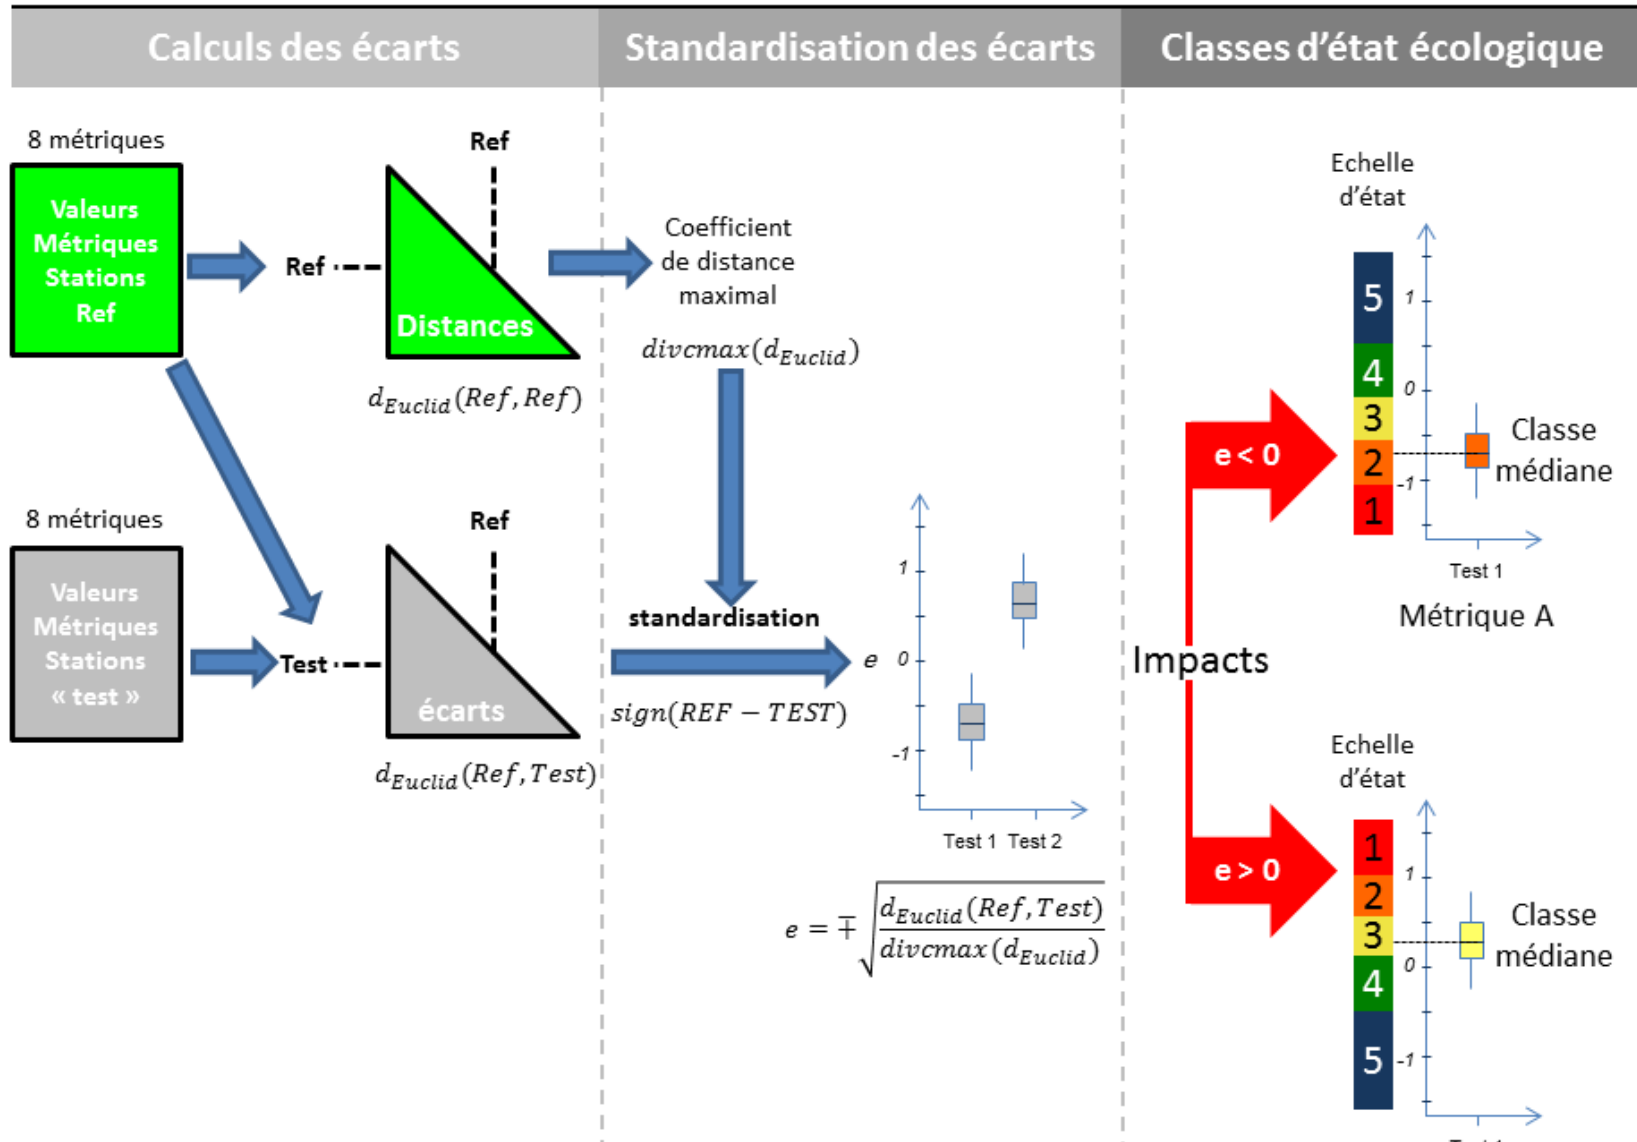 Calculs des écarts
Standardisation des écarts
Classes d'état écologique
8 métriques
Valeurs
Métriques
Stations
Ref
Ref
Ref
Distances
d_Euclid(Ref, Ref)
Coefficient
de distance
maximal
divcmax(d_Euclid)
8 métriques
Valeurs
Métriques
Stations
« test »
Ref
Test
écarts
d_Euclid(Ref, Test)
standardisation
sign(REF − TEST)
e
1
0
-1
Test 1
Test 2
e = ∓ √(d_Euclid(Ref, Test) / divcmax(d_Euclid))
Impacts
e < 0
e > 0
Echelle
d'état
5
4
3
2
1
1
0
-1
Classe
médiane
Test 1
Métrique A
Echelle
d'état
1
2
3
4
5
1
0
-1
Classe
médiane